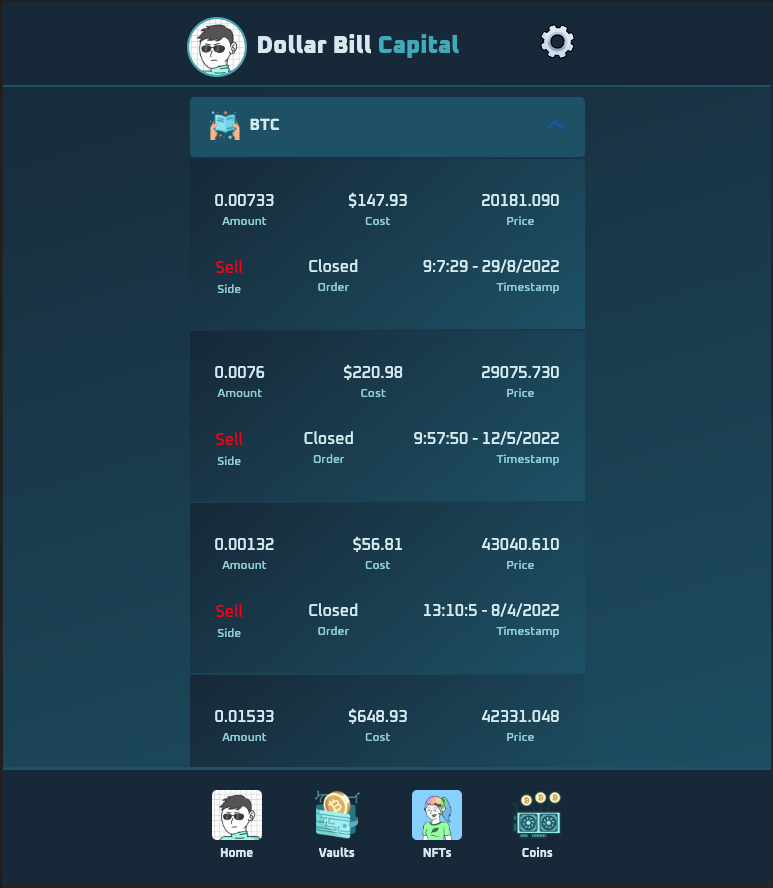 Dollar Bill Capital
BTC
0.00733 $147.93 20181.090
Amount Cost Price
Sell Closed 9:7:29 - 29/8/2022
Side Order Timestamp
0.0076 $220.98 29075.730
Amount Cost Price
Sell Closed 9:57:50 - 12/5/2022
Side Order Timestamp
0.00132 $56.81 43040.610
Amount Cost Price
Sell Closed 13:10:5 - 8/4/2022
Side Order Timestamp
0.01533 $648.93 42331.048
Amount Cost Price
Home Vaults NFTs Coins